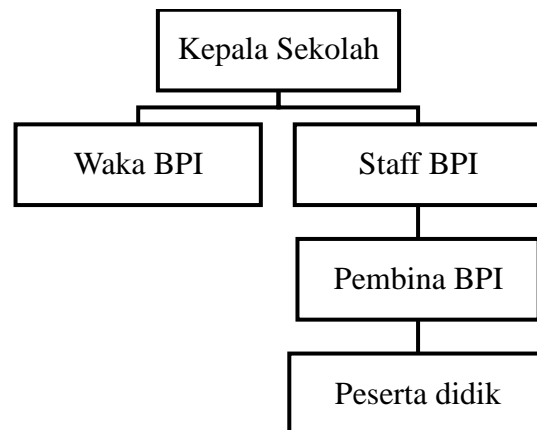 Kepala Sekolah
Waka BPI
Staff BPI
Pembina BPI
Peserta didik